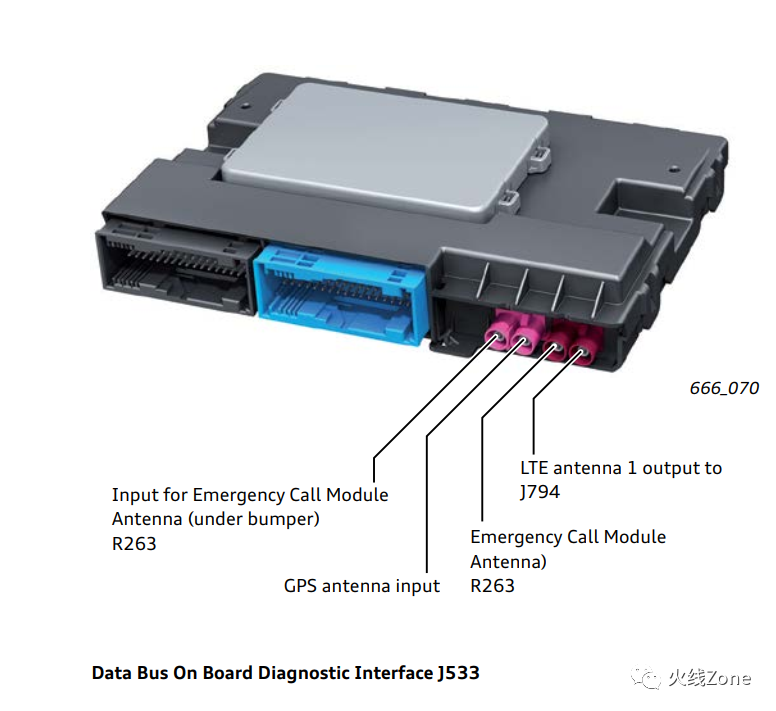 666_070
LTE antenna 1 output to
J794
Input for Emergency Call Module
Antenna (under bumper)
R263
Emergency Call Module
Antenna)
R263
GPS antenna input
Data Bus On Board Diagnostic Interface J533
火线Zone